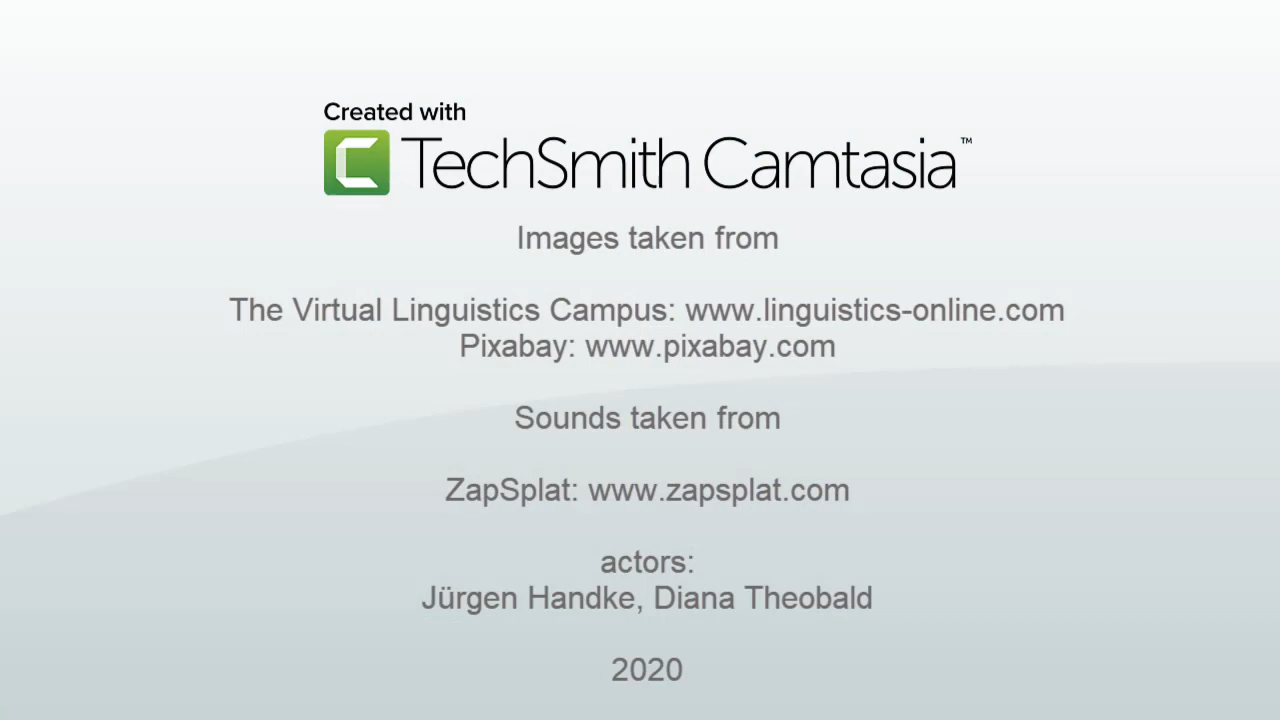 Created with
TechSmith Camtasia™
Images taken from
The Virtual Linguistics Campus: www.linguistics-online.com
Pixabay: www.pixabay.com
Sounds taken from
ZapSplat: www.zapsplat.com
actors:
Jürgen Handke, Diana Theobald
2020